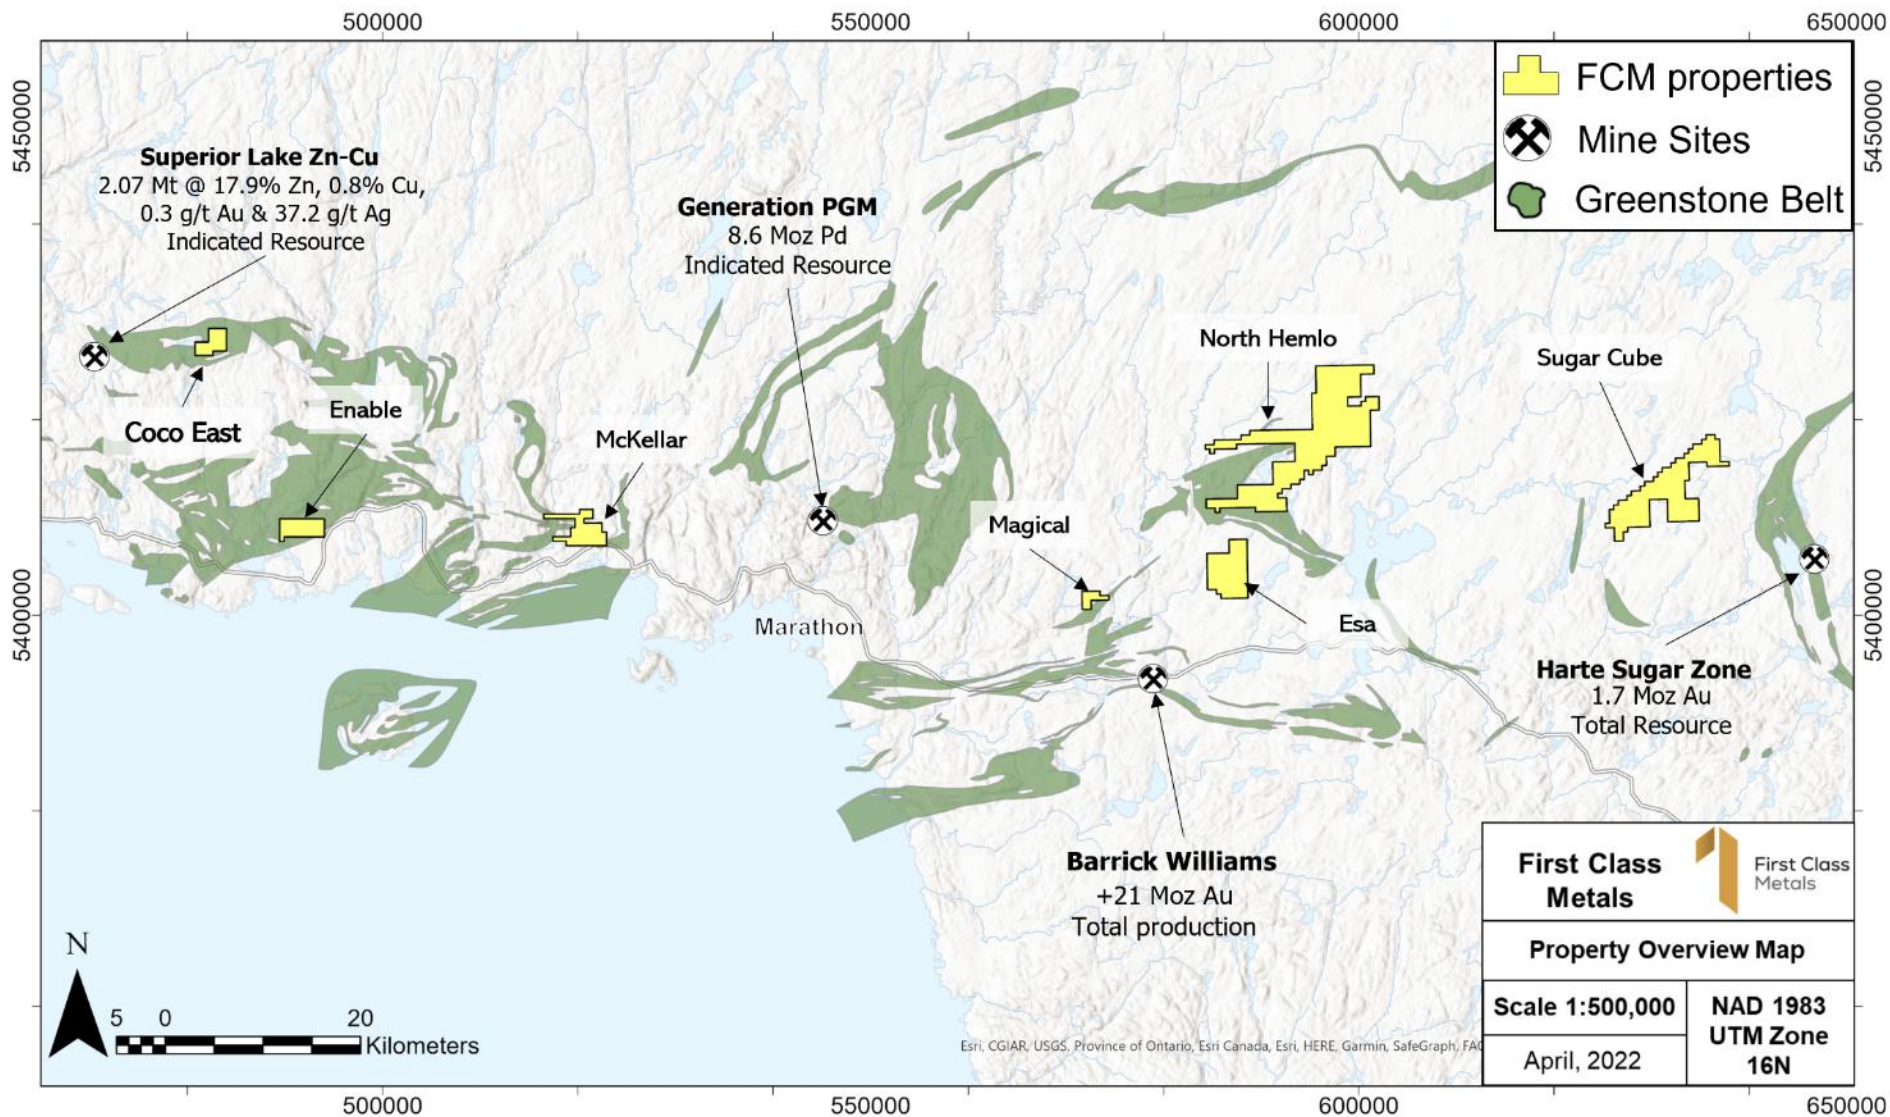 500000
550000
600000
650000
5450000
5450000
5400000
5400000
FCM properties
Mine Sites
Greenstone Belt
Superior Lake Zn-Cu
2.07 Mt @ 17.9% Zn, 0.8% Cu,
0.3 g/t Au & 37.2 g/t Ag
Indicated Resource
Generation PGM
8.6 Moz Pd
Indicated Resource
North Hemlo
Sugar Cube
Coco East
Enable
McKellar
Magical
Esa
Marathon
Harte Sugar Zone
1.7 Moz Au
Total Resource
Barrick Williams
+21 Moz Au
Total production
N
5 0 20
Kilometers
Esri, CGIAR, USGS, Province of Ontario, Esri Canada, Esri, HERE, Garmin, SafeGraph, FAO
First Class
Metals
First Class
Metals
Property Overview Map
Scale 1:500,000
April, 2022
NAD 1983
UTM Zone
16N
500000
550000
600000
650000